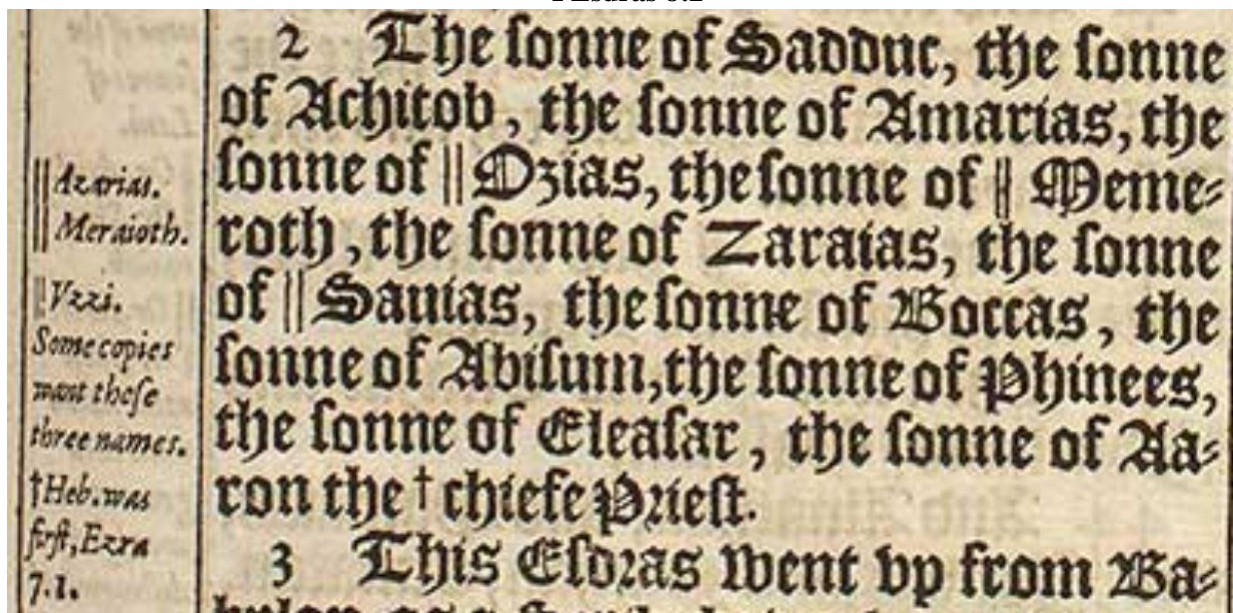 || Azarias.
|| Meraioth.
|| Vzzi.
Some copies
want theſe
three names.
† Heb. was
firſt, Ezra
7.1.
2 The ſonne of Sadduc, the ſonne
of Achitob, the ſonne of Amarias, the
ſonne of || Ozias, the ſonne of || Meme-
roth, the ſonne of Zaraias, the ſonne
of || Sauias, the ſonne of Boccas, the
ſonne of Abiſum, the ſonne of Phinees,
the ſonne of Eleaſar, the ſonne of Aa-
ron the † chiefe Prieſt.
3 This Eſdras went vp from Ba-